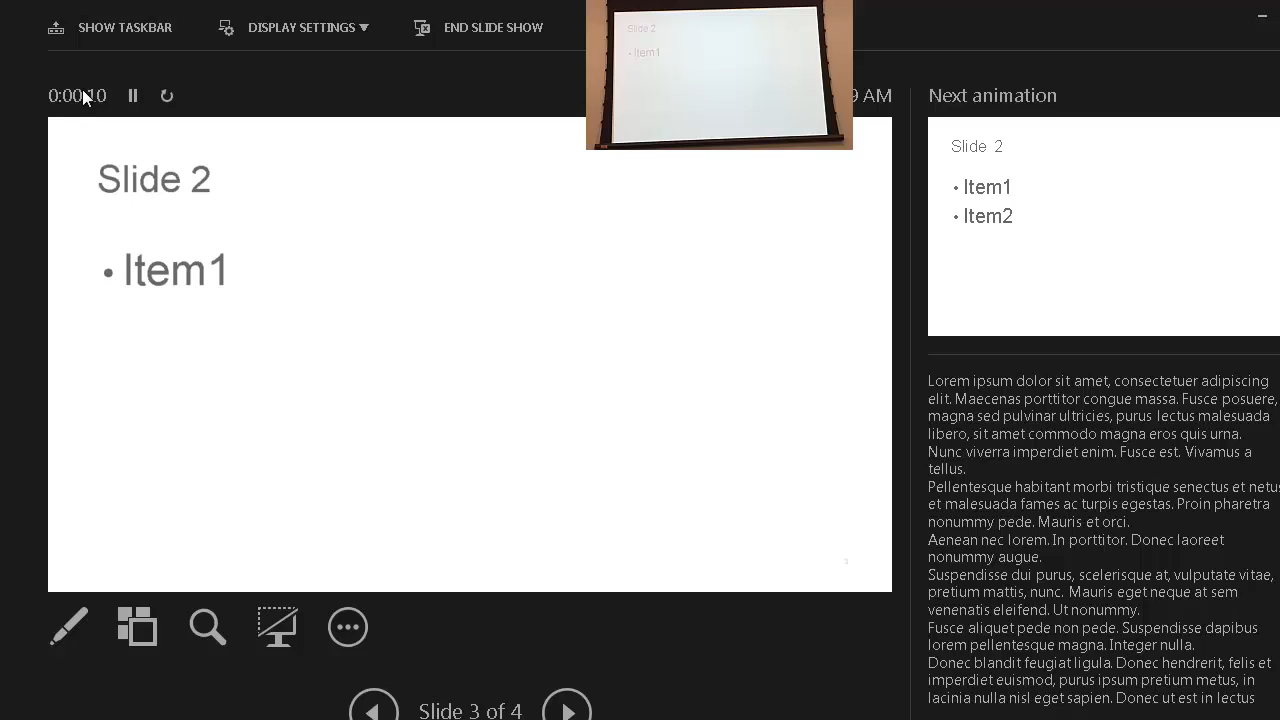 SHOW TASKBAR
DISPLAY SETTINGS
END SLIDE SHOW
Slide 2
• Item1
0:00:10
9 AM
Next animation
Slide 2
• Item1
Slide 2
• Item1
• Item2
Lorem ipsum dolor sit amet, consectetuer adipiscing
elit. Maecenas porttitor congue massa. Fusce posuere,
magna sed pulvinar ultricies, purus lectus malesuada
libero, sit amet commodo magna eros quis urna.
Nunc viverra imperdiet enim. Fusce est. Vivamus a
tellus.
Pellentesque habitant morbi tristique senectus et netus
et malesuada fames ac turpis egestas. Proin pharetra
nonummy pede. Mauris et orci.
Aenean nec lorem. In porttitor. Donec laoreet
nonummy augue.
Suspendisse dui purus, scelerisque at, vulputate vitae,
pretium mattis, nunc. Mauris eget neque at sem
venenatis eleifend. Ut nonummy.
Fusce aliquet pede non pede. Suspendisse dapibus
lorem pellentesque magna. Integer nulla.
Donec blandit feugiat ligula. Donec hendrerit, felis et
imperdiet euismod, purus ipsum pretium metus, in
lacinia nulla nisl eget sapien. Donec ut est in lectus
Slide 3 of 4